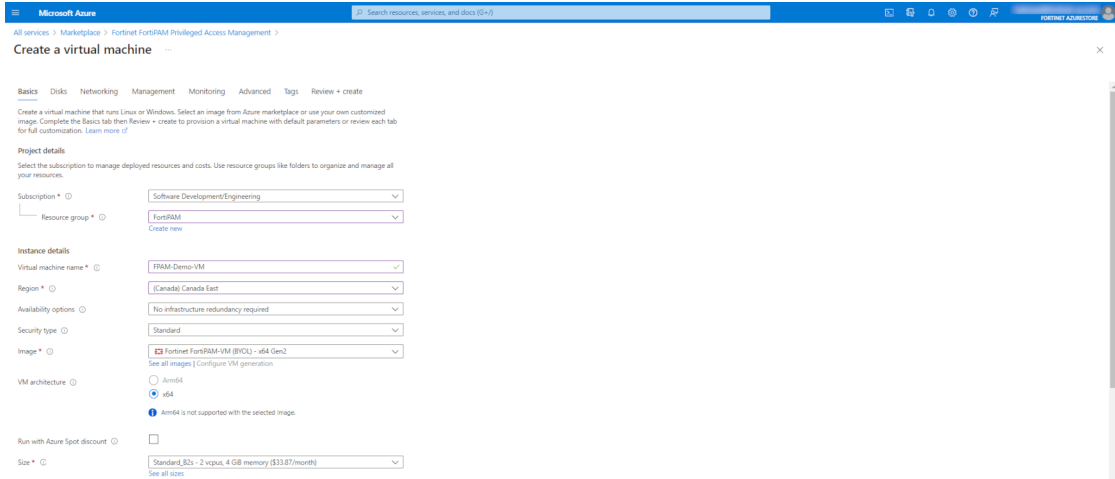 Microsoft Azure
Search resources, services, and docs (G+/)
FORTINET AZURESTORE
All services > Marketplace > Fortinet FortiPAM Privileged Access Management >
Create a virtual machine ...
Basics Disks Networking Management Monitoring Advanced Tags Review + create
Create a virtual machine that runs Linux or Windows. Select an image from Azure marketplace or use your own customized
image. Complete the Basics tab then Review + create to provision a virtual machine with default parameters or review each tab
for full customization. Learn more
Project details
Select the subscription to manage deployed resources and costs. Use resource groups like folders to organize and manage all
your resources.
Subscription * Software Development/Engineering
Resource group * FortiPAM
Create new
Instance details
Virtual machine name * FPAM-Demo-VM
Region * (Canada) Canada East
Availability options No infrastructure redundancy required
Security type Standard
Image * Fortinet FortiPAM-VM (BYOL) - x64 Gen2
See all images | Configure VM generation
VM architecture Arm64
x64
Arm64 is not supported with the selected image.
Run with Azure Spot discount
Size * Standard_B2s - 2 vcpus, 4 GiB memory ($33.87/month)
See all sizes